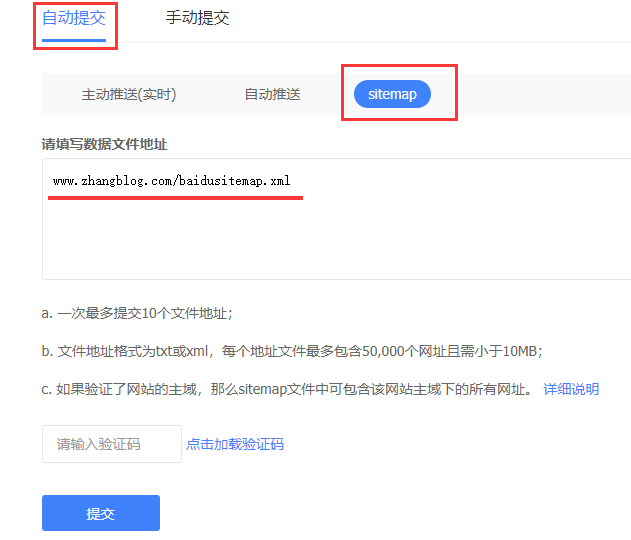 自动提交 手动提交
主动推送(实时) 自动推送 sitemap
请填写数据文件地址
www.zhangblog.com/baidusitemap.xml
a. 一次最多提交10个文件地址；
b. 文件地址格式为txt或xml，每个地址文件最多包含50,000个网址且需小于10MB；
c. 如果验证了网站的主域，那么sitemap文件中可包含该网站主域下的所有网址。 详细说明
请输入验证码 点击加载验证码
提交